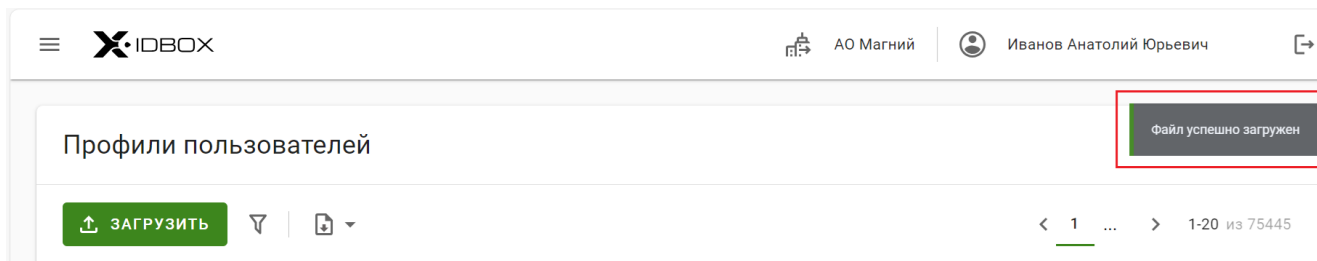 IDBOX
АО Магний
Иванов Анатолий Юрьевич
Файл успешно загружен
Профили пользователей
ЗАГРУЗИТЬ
1 ...
1-20 из 75445